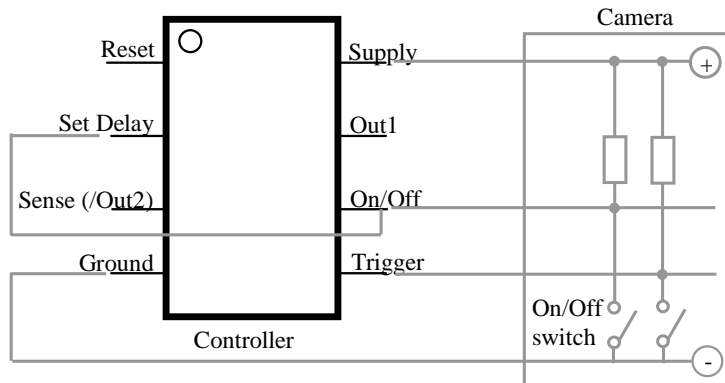 Camera
Reset
Supply
+
Set Delay
Out1
Sense (/Out2)
On/Off
Ground
Trigger
On/Off
switch
Controller
-